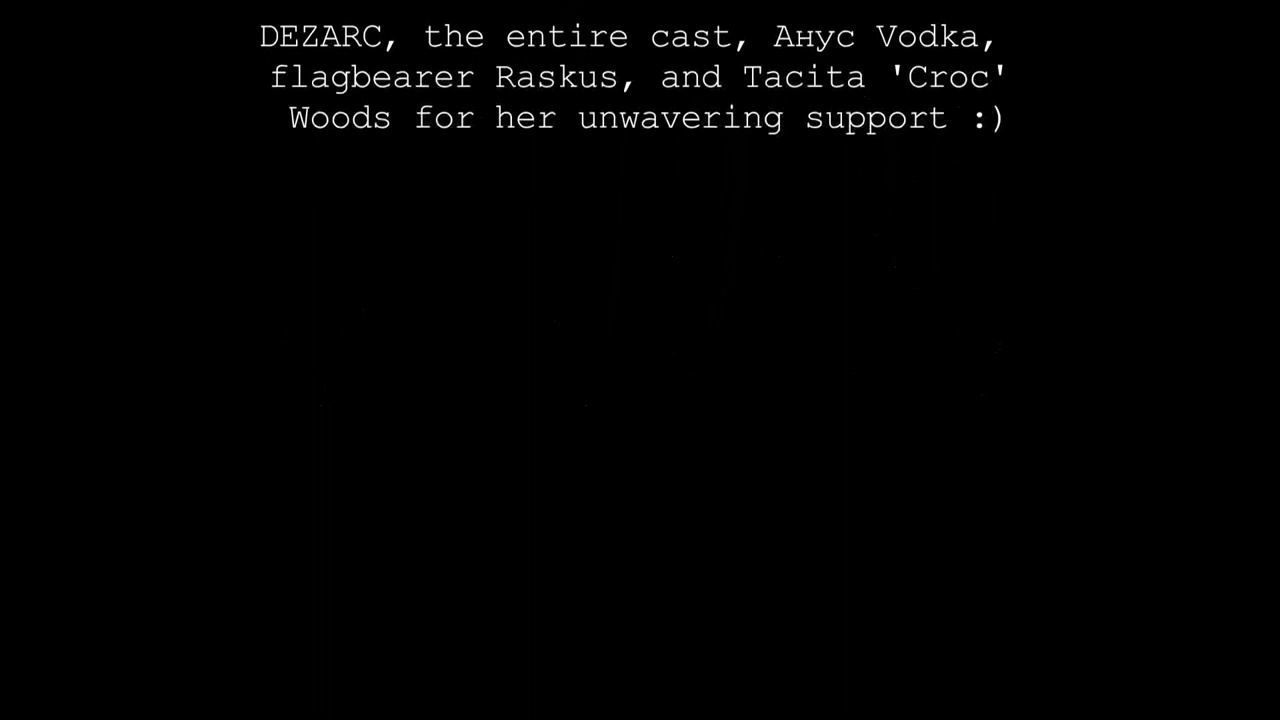 DEZARC, the entire cast, Анус Vodka,
flagbearer Raskus, and Tacita 'Croc'
Woods for her unwavering support :)